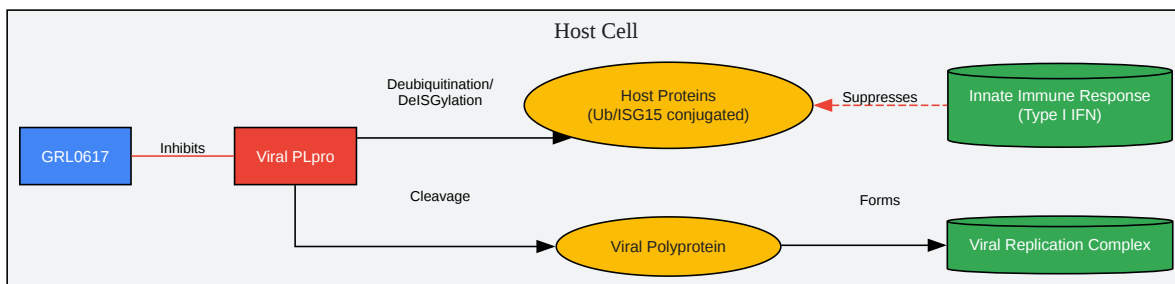 Host Cell
Deubiquitination/
DeISGylation
Host Proteins
(Ub/ISG15 conjugated)
Suppresses
Innate Immune Response
(Type I IFN)
GRL0617
Inhibits
Viral PLpro
Cleavage
Forms
Viral Polyprotein
Viral Replication Complex